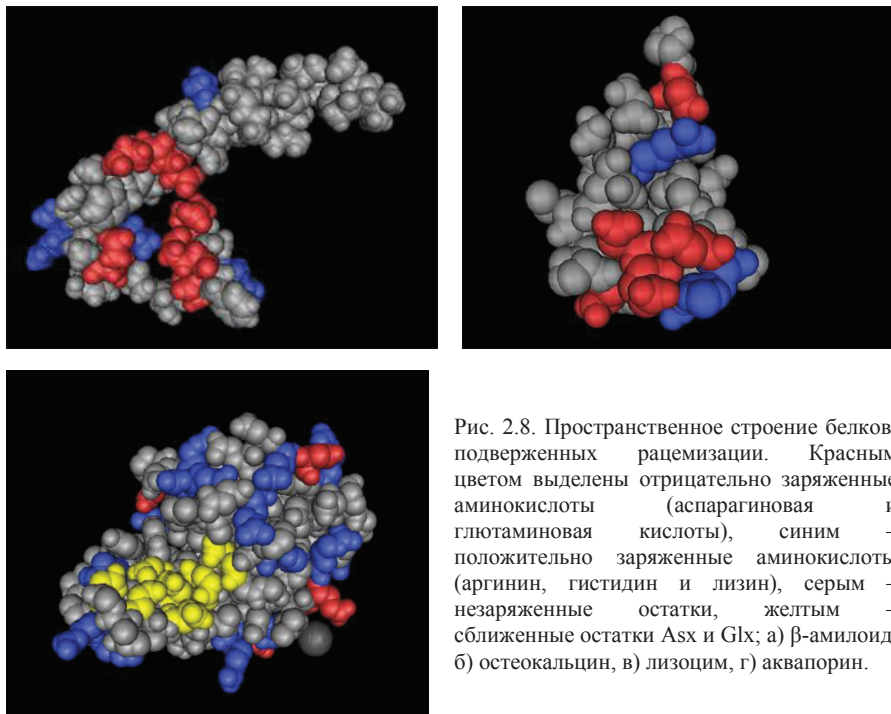 Рис. 2.8. Пространственное строение белков
подверженных рацемизации. Красным
цветом выделены отрицательно заряженные
аминокислоты (аспарагиновая и
глютаминовая кислоты), синим -
положительно заряженные аминокислоты
(аргинин, гистидин и лизин), серым -
незаряженные остатки, желтым -
сближенные остатки Asx и Glx; а) β-амилоид
б) остеокальцин, в) лизоцим, г) аквапорин.